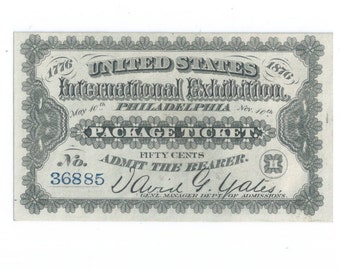 UNITED STATES
1776 1876
International Exhibition.
May 10th PHILADELPHIA Nov. 10th
PACKAGE TICKET.
FIFTY CENTS
No. ADMIT THE BEARER.
36885
David G. Yates.
GENL. MANAGER DEPT. OF ADMISSIONS.